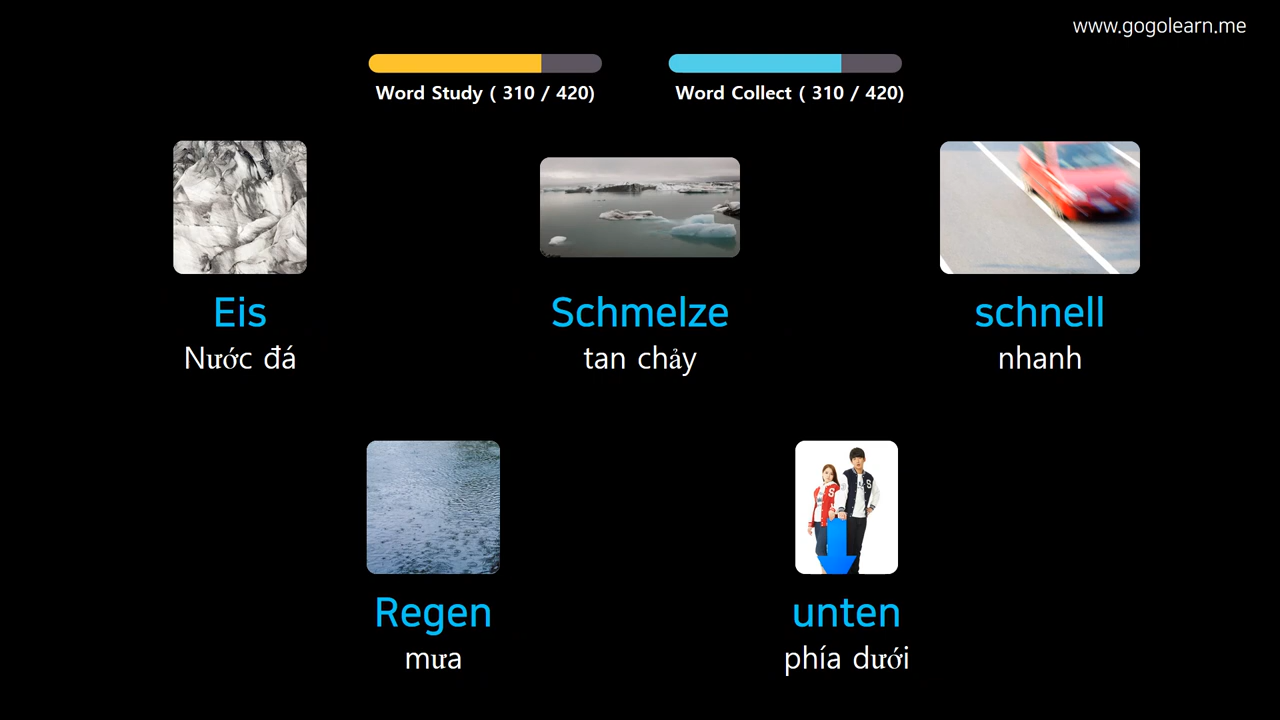 www.gogolearn.me
Word Study ( 310 / 420)
Word Collect ( 310 / 420)
Eis
Nước đá
Schmelze
tan chảy
schnell
nhanh
Regen
mưa
unten
phía dưới